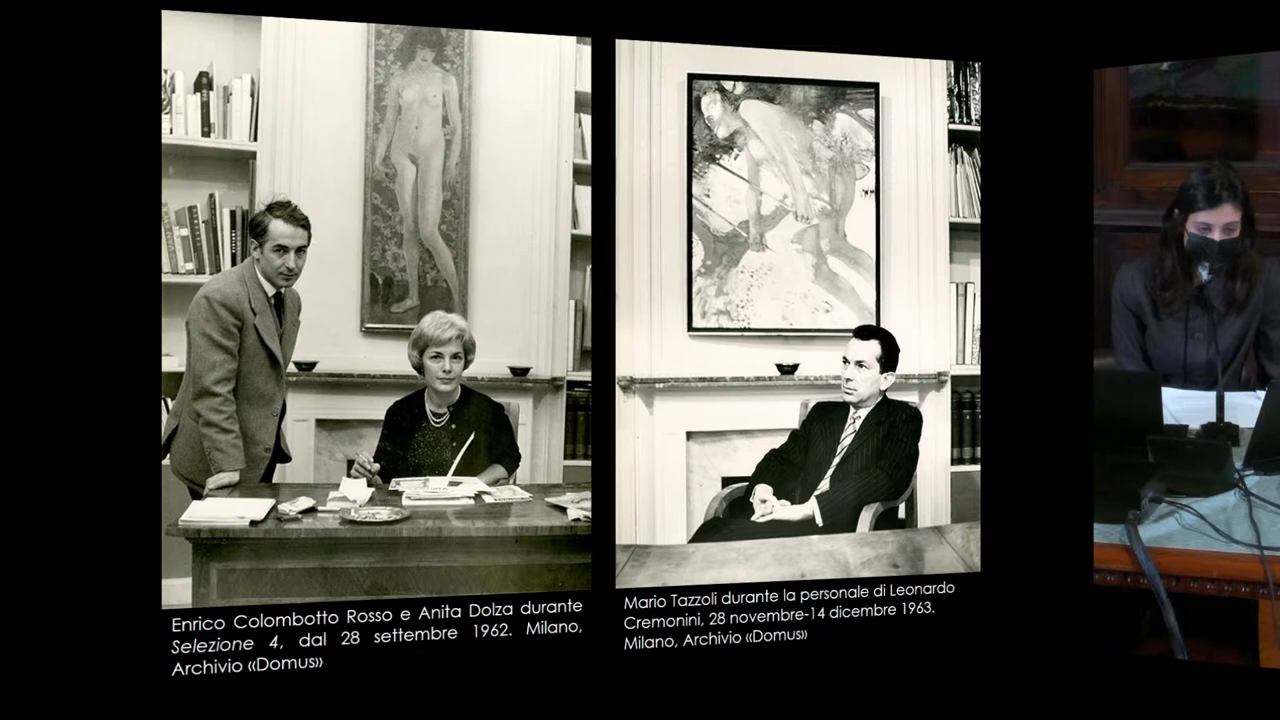 Enrico Colombotto Rosso e Anita Dolza durante
Selezione 4, dal 28 settembre 1962. Milano,
Archivio «Domus»
Mario Tazzoli durante la personale di Leonardo
Cremonini, 28 novembre-14 dicembre 1963.
Milano, Archivio «Domus»